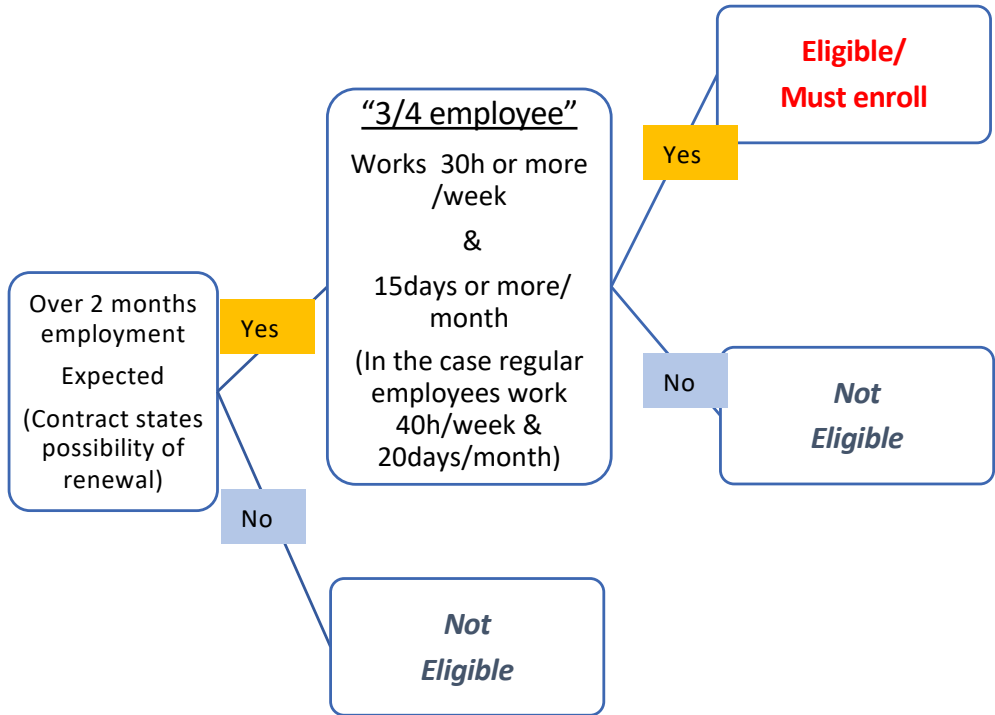 Over 2 months
employment
Expected
(Contract states
possibility of
renewal)
Yes
No
“3/4 employee”
Works 30h or more
/week
&
15days or more/
month
(In the case regular
employees work
40h/week &
20days/month)
Yes
No
Eligible/
Must enroll
Not
Eligible
Not
Eligible